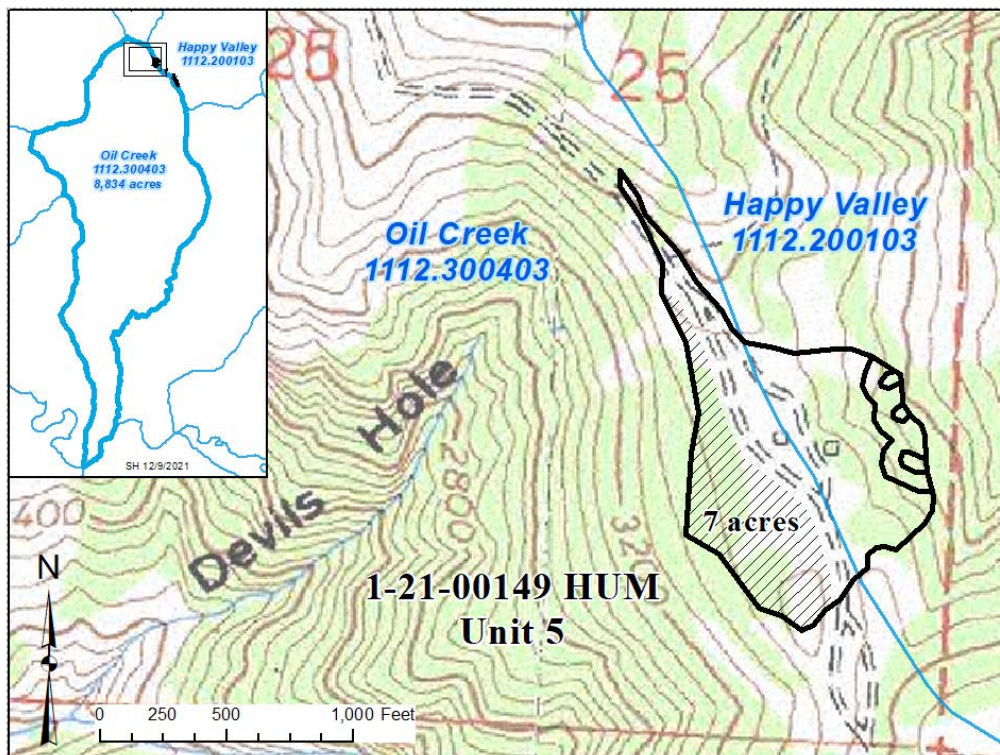 Happy Valley
1112.200103
Oil Creek
1112.300403
8,834 acres
SH 12/9/2021
25
25
Happy Valley
1112.200103
Oil Creek
1112.300403
Devils Hole
2800
400
320
7 acres
1-21-00149 HUM
Unit 5
N
0 250 500 1,000 Feet